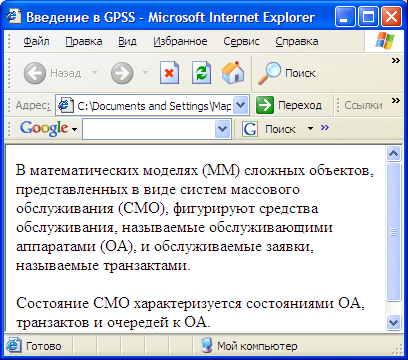 Введение в GPSS - Microsoft Internet Explorer
Файл Правка Вид Избранное Сервис Справка
Назад Поиск
Адрес: C:\Documents and Settings\Мар Переход Ссылки
Google G Поиск
В математических моделях (ММ) сложных объектов,
представленных в виде систем массового
обслуживания (СМО), фигурируют средства
обслуживания, называемые обслуживающими
аппаратами (ОА), и обслуживаемые заявки,
называемые транзактами.
Состояние СМО характеризуется состояниями ОА,
транзактов и очередей к ОА.
Готово Мой компьютер